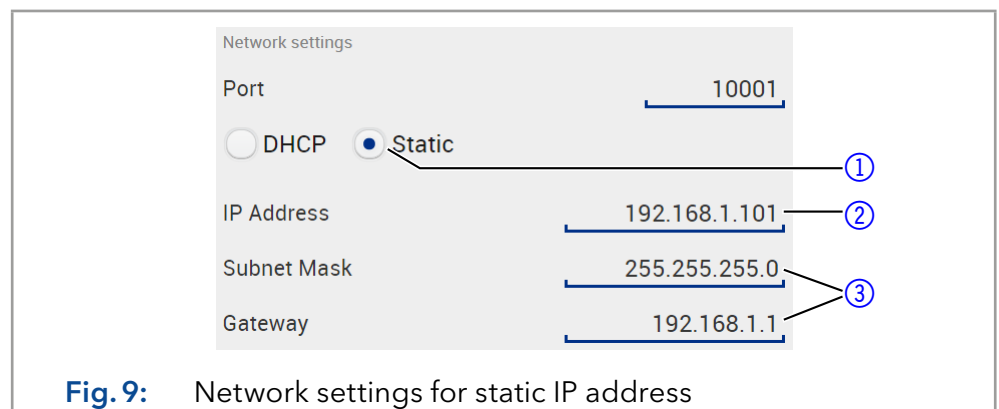 Network settings
Port 10001
DHCP Static
1
IP Address 192.168.1.101 2
Subnet Mask 255.255.255.0
3
Gateway 192.168.1.1
Fig. 9: Network settings for static IP address